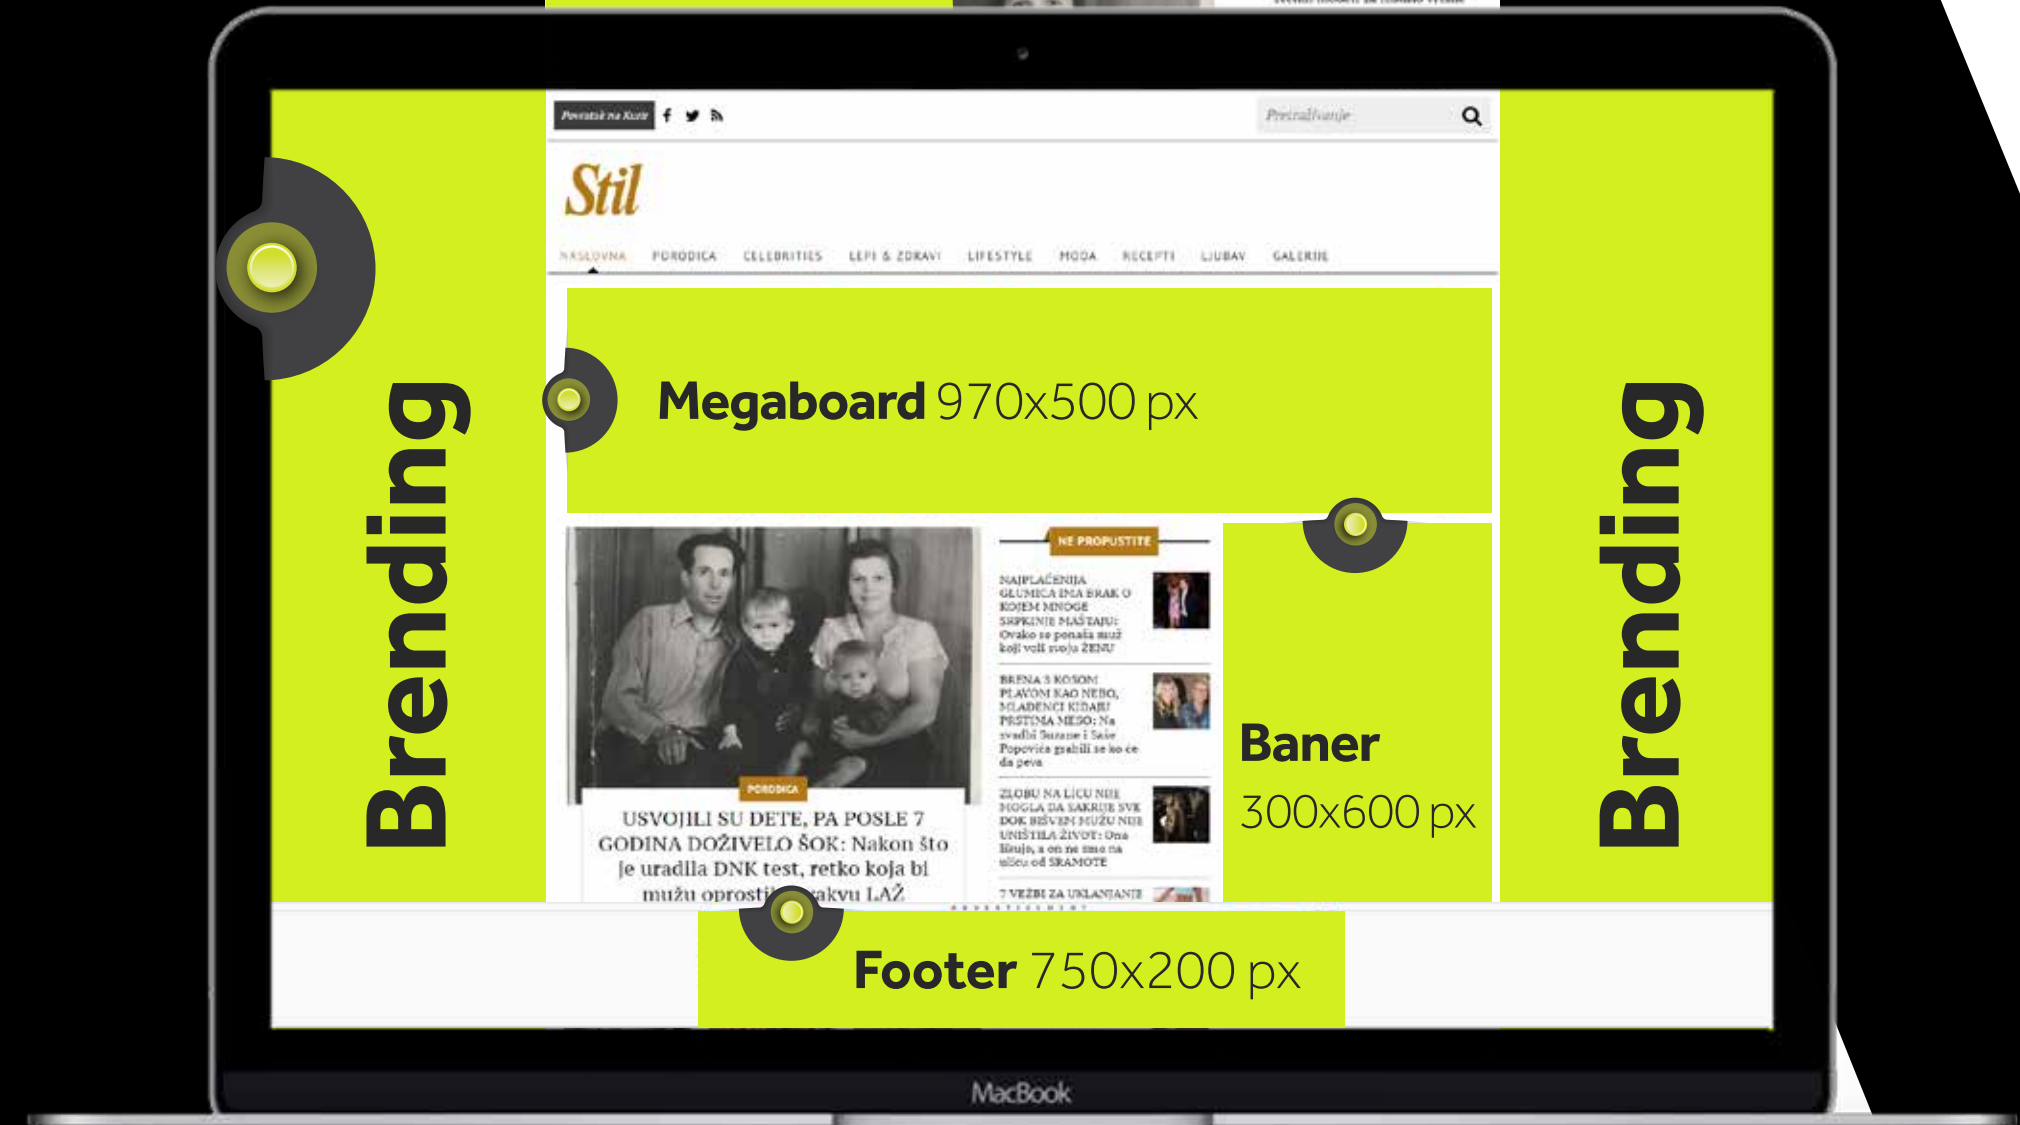 Povratak na Kurir
Pretraživanje
Stil
NASLOVNA PORODICA CELEBRITIES LEPI & ZDRAVI LIFESTYLE MODA RECEPTI LJUBAV GALERIJE
Brending
Megaboard 970x500 px
Brending
NE PROPUSTITE
NAJPLAĆENIJA
GLUMICA IMA BRAK O
KOJEM MNOGE
SRPKINJE MAŠTAJU:
Ovako se ponaša muž
koji voli svoju ŽENU
BRENA S KOSOM
PLAVOM KAO NEBO,
MLADENCI KIDAJU
PRSTIMA MESO: Na
svadbi Suzane i Saše
Popovića grabili se ko će
da peva
ZLOBU NA LICU NIJE
MOGLA DA SAKRIJE SVE
DOK BIŠVEM MUŽU NIJE
UNIŠTILA ŽIVOT: Ona
likuje, a on ne sme na
ulicu od SRAMOTE
7 VEŽBI ZA UKLANJANJE
PORODICA
USVOJILI SU DETE, PA POSLE 7
GODINA DOŽIVELO ŠOK: Nakon što
je uradila DNK test, retko koja bi
mužu LAŽ
Baner
300x600 px
ADVERTISEMENT
Footer 750x200 px
MacBook